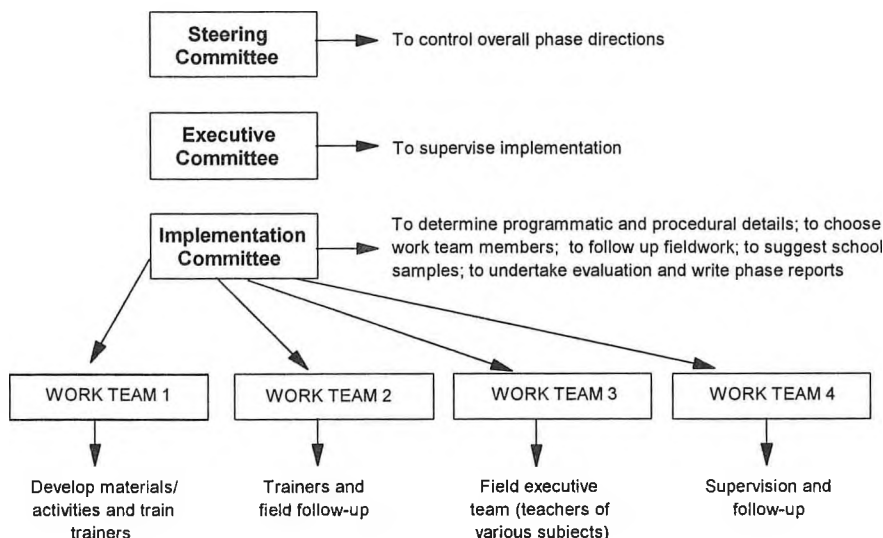 Steering
Committee
To control overall phase directions
Executive
Committee
To supervise implementation
Implementation
Committee
To determine programmatic and procedural details; to choose
work team members; to follow up fieldwork; to suggest school
samples; to undertake evaluation and write phase reports
WORK TEAM 1
WORK TEAM 2
WORK TEAM 3
WORK TEAM 4
Develop materials/
activities and train
trainers
Trainers and
field follow-up
Field executive
team (teachers of
various subjects)
Supervision and
follow-up